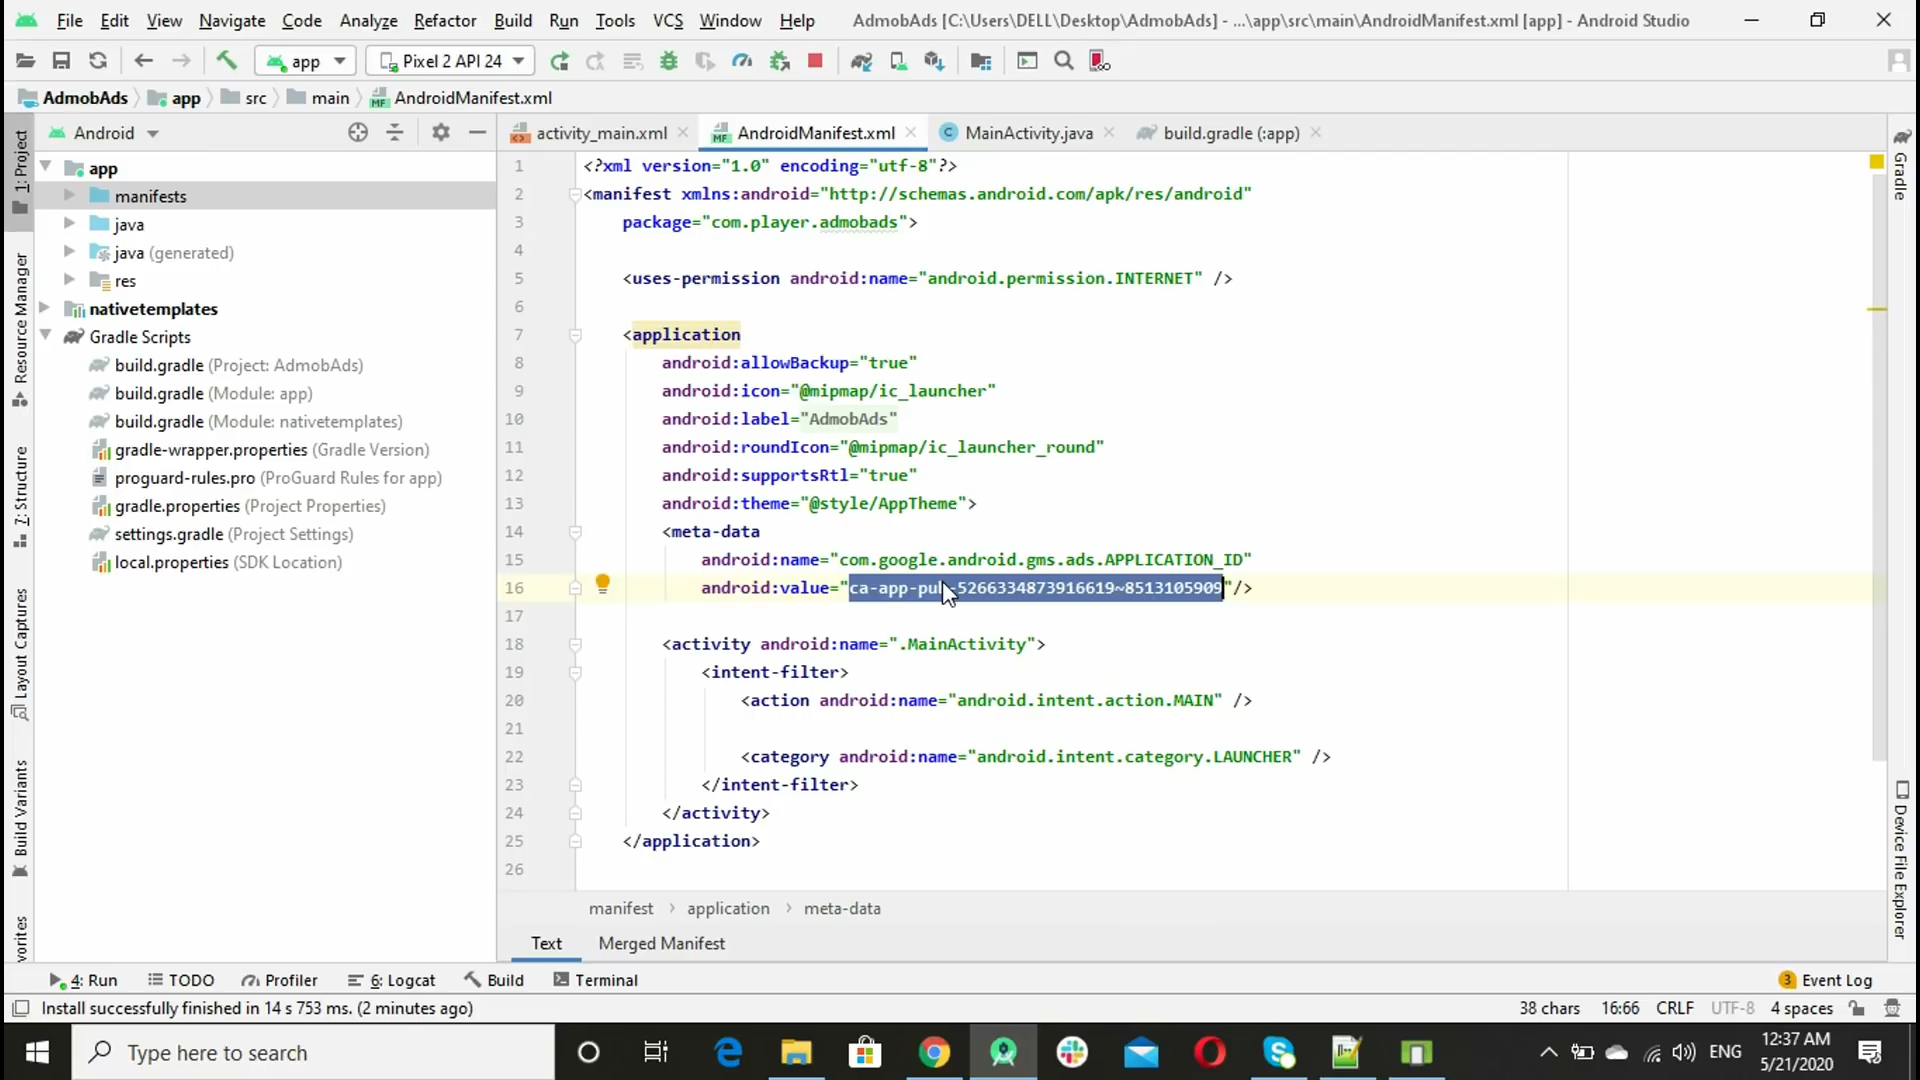 File Edit View Navigate Code Analyze Refactor Build Run Tools VCS Window Help AdmobAds [C:\Users\DELL\Desktop\AdmobAds] - ...\app\src\main\AndroidManifest.xml [app] - Android Studio
app Pixel 2 API 24
AdmobAds app src main AndroidManifest.xml
Android
activity_main.xml AndroidManifest.xml MainActivity.java build.gradle (:app)
1: Project
Resource Manager
7: Structure
Layout Captures
Build Variants
vorites
app
manifests
java
java (generated)
res
nativetemplates
Gradle Scripts
build.gradle (Project: AdmobAds)
build.gradle (Module: app)
build.gradle (Module: nativetemplates)
gradle-wrapper.properties (Gradle Version)
proguard-rules.pro (ProGuard Rules for app)
gradle.properties (Project Properties)
settings.gradle (Project Settings)
local.properties (SDK Location)
1 <?xml version="1.0" encoding="utf-8"?>
2 <manifest xmlns:android="http://schemas.android.com/apk/res/android"
3 package="com.player.admobads">
4
5 <uses-permission android:name="android.permission.INTERNET" />
6
7 <application
8 android:allowBackup="true"
9 android:icon="@mipmap/ic_launcher"
10 android:label="AdmobAds"
11 android:roundIcon="@mipmap/ic_launcher_round"
12 android:supportsRtl="true"
13 android:theme="@style/AppTheme">
14 <meta-data
15 android:name="com.google.android.gms.ads.APPLICATION_ID"
16 android:value="ca-app-pub-5266334873916619~8513105909"/>
17
18 <activity android:name=".MainActivity">
19 <intent-filter>
20 <action android:name="android.intent.action.MAIN" />
21
22 <category android:name="android.intent.category.LAUNCHER" />
23 </intent-filter>
24 </activity>
25 </application>
26
manifest application meta-data
Text Merged Manifest
Gradle
Device File Explorer
4: Run TODO Profiler 6: Logcat Build Terminal 3 Event Log
Install successfully finished in 14 s 753 ms. (2 minutes ago) 38 chars 16:66 CRLF UTF-8 4 spaces
Type here to search ENG 12:37 AM
5/21/2020